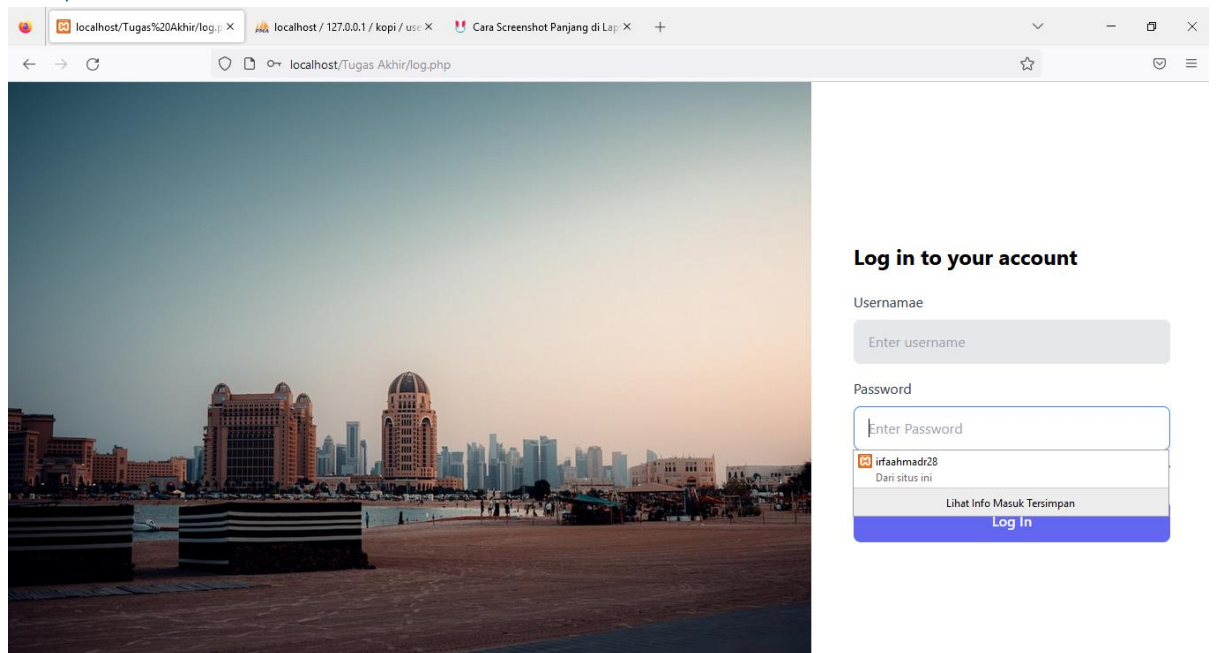 localhost/Tugas%20Akhir/log.p
localhost / 127.0.0.1 / kopi / use
Cara Screenshot Panjang di Lap
localhost/Tugas Akhir/log.php
Log in to your account
Usernamae
Enter username
Password
Enter Password
irfaahmadr28
Dari situs ini
Lihat Info Masuk Tersimpan
Log In